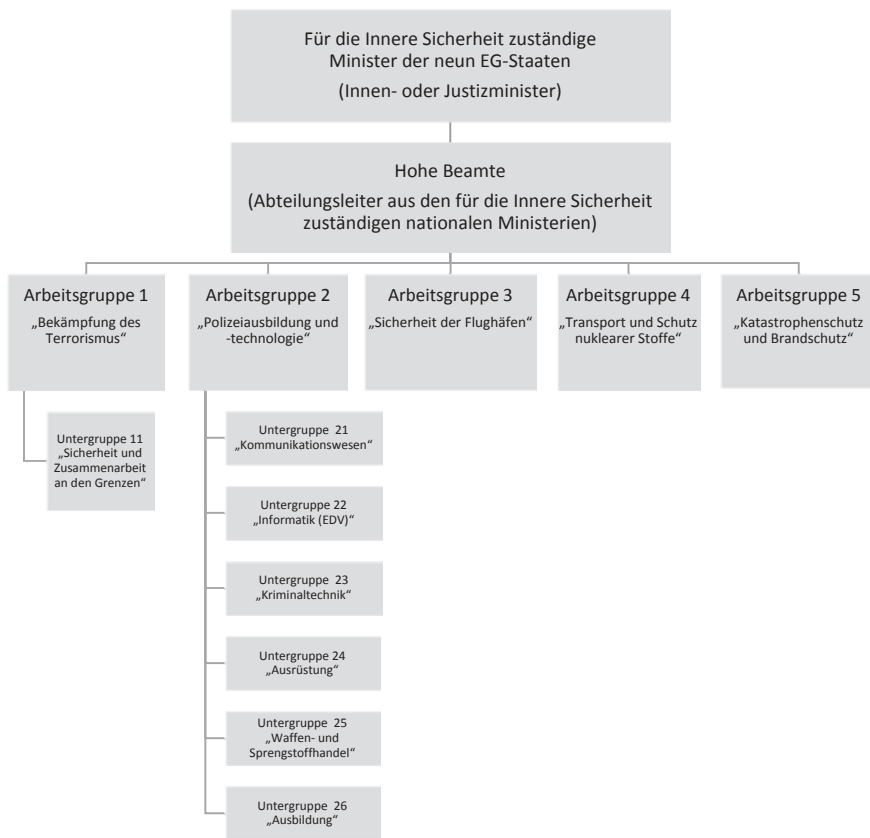 Für die Innere Sicherheit zuständige
Minister der neun EG-Staaten
(Innen- oder Justizminister)
Hohe Beamte
(Abteilungsleiter aus den für die Innere Sicherheit
zuständigen nationalen Ministerien)
Arbeitsgruppe 1
„Bekämpfung des
Terrorismus“
Untergruppe 11
„Sicherheit und
Zusammenarbeit
an den Grenzen“
Arbeitsgruppe 2
„Polizeiausbildung und
-technologie“
Untergruppe 21
„Kommunikationswesen“
Untergruppe 22
„Informatik (EDV)“
Untergruppe 23
„Kriminaltechnik“
Untergruppe 24
„Ausrüstung“
Untergruppe 25
„Waffen- und
Sprengstoffhandel“
Untergruppe 26
„Ausbildung“
Arbeitsgruppe 3
„Sicherheit der Flughäfen“
Arbeitsgruppe 4
„Transport und Schutz
nuklearer Stoffe“
Arbeitsgruppe 5
„Katastrophenschutz
und Brandschutz“